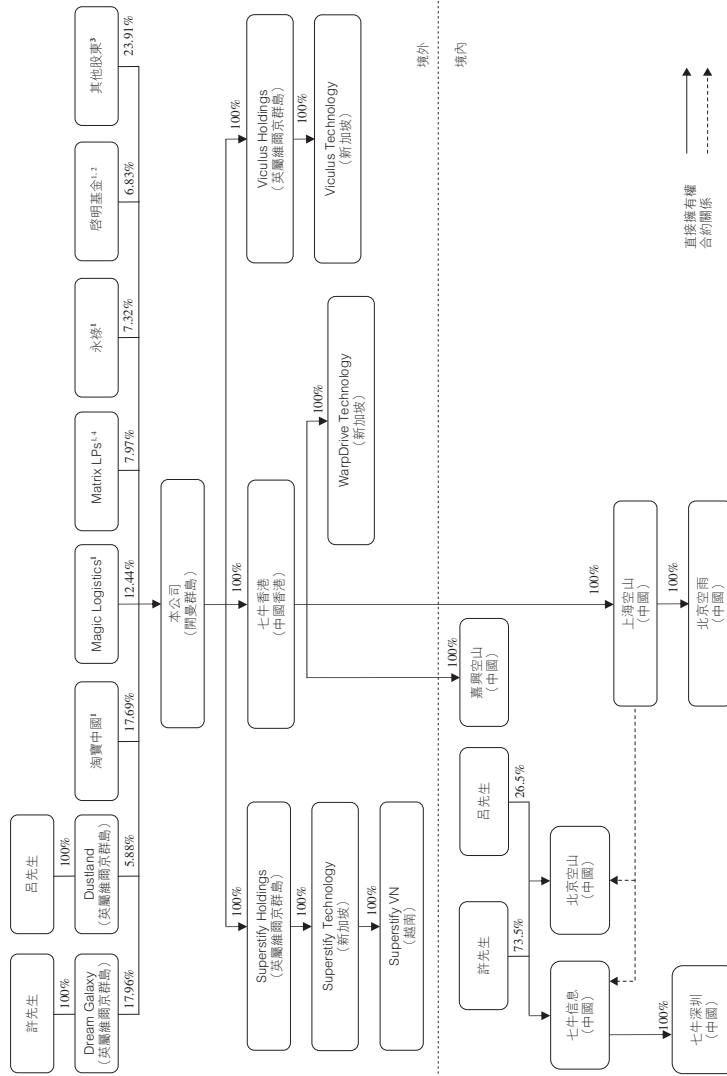 許先生
呂先生
100%
100%
Dream Galaxy
(英屬維爾京群島)
Dustland
(英屬維爾京群島)
淘寶中國¹
Magic Logistics¹
Matrix LPs¹˒⁴
永祿¹
啓明基金¹˒²
其他股東³
17.96%
5.88%
17.69%
12.44%
7.97%
7.32%
6.83%
23.91%
本公司
(開曼群島)
100%
100%
100%
Superstify Holdings
(英屬維爾京群島)
七牛香港
(中國香港)
Viculus Holdings
(英屬維爾京群島)
100%
100%
100%
Superstify Technology
(新加坡)
WarpDrive Technology
(新加坡)
Viculus Technology
(新加坡)
100%
Superstify VN
(越南)
境外
境內
許先生
呂先生
100%
嘉興空山
(中國)
100%
73.5%
26.5%
七牛信息
(中國)
北京空山
(中國)
上海空山
(中國)
100%
100%
七牛深圳
(中國)
北京空雨
(中國)
直接擁有權
合約關係